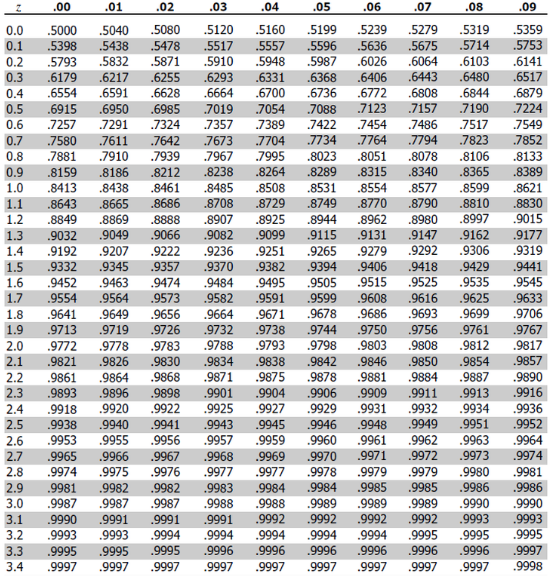 z .00 .01 .02 .03 .04 .05 .06 .07 .08 .09
0.0 .5000 .5040 .5080 .5120 .5160 .5199 .5239 .5279 .5319 .5359
0.1 .5398 .5438 .5478 .5517 .5557 .5596 .5636 .5675 .5714 .5753
0.2 .5793 .5832 .5871 .5910 .5948 .5987 .6026 .6064 .6103 .6141
0.3 .6179 .6217 .6255 .6293 .6331 .6368 .6406 .6443 .6480 .6517
0.4 .6554 .6591 .6628 .6664 .6700 .6736 .6772 .6808 .6844 .6879
0.5 .6915 .6950 .6985 .7019 .7054 .7088 .7123 .7157 .7190 .7224
0.6 .7257 .7291 .7324 .7357 .7389 .7422 .7454 .7486 .7517 .7549
0.7 .7580 .7611 .7642 .7673 .7704 .7734 .7764 .7794 .7823 .7852
0.8 .7881 .7910 .7939 .7967 .7995 .8023 .8051 .8078 .8106 .8133
0.9 .8159 .8186 .8212 .8238 .8264 .8289 .8315 .8340 .8365 .8389
1.0 .8413 .8438 .8461 .8485 .8508 .8531 .8554 .8577 .8599 .8621
1.1 .8643 .8665 .8686 .8708 .8729 .8749 .8770 .8790 .8810 .8830
1.2 .8849 .8869 .8888 .8907 .8925 .8944 .8962 .8980 .8997 .9015
1.3 .9032 .9049 .9066 .9082 .9099 .9115 .9131 .9147 .9162 .9177
1.4 .9192 .9207 .9222 .9236 .9251 .9265 .9279 .9292 .9306 .9319
1.5 .9332 .9345 .9357 .9370 .9382 .9394 .9406 .9418 .9429 .9441
1.6 .9452 .9463 .9474 .9484 .9495 .9505 .9515 .9525 .9535 .9545
1.7 .9554 .9564 .9573 .9582 .9591 .9599 .9608 .9616 .9625 .9633
1.8 .9641 .9649 .9656 .9664 .9671 .9678 .9686 .9693 .9699 .9706
1.9 .9713 .9719 .9726 .9732 .9738 .9744 .9750 .9756 .9761 .9767
2.0 .9772 .9778 .9783 .9788 .9793 .9798 .9803 .9808 .9812 .9817
2.1 .9821 .9826 .9830 .9834 .9838 .9842 .9846 .9850 .9854 .9857
2.2 .9861 .9864 .9868 .9871 .9875 .9878 .9881 .9884 .9887 .9890
2.3 .9893 .9896 .9898 .9901 .9904 .9906 .9909 .9911 .9913 .9916
2.4 .9918 .9920 .9922 .9925 .9927 .9929 .9931 .9932 .9934 .9936
2.5 .9938 .9940 .9941 .9943 .9945 .9946 .9948 .9949 .9951 .9952
2.6 .9953 .9955 .9956 .9957 .9959 .9960 .9961 .9962 .9963 .9964
2.7 .9965 .9966 .9967 .9968 .9969 .9970 .9971 .9972 .9973 .9974
2.8 .9974 .9975 .9976 .9977 .9977 .9978 .9979 .9979 .9980 .9981
2.9 .9981 .9982 .9982 .9983 .9984 .9984 .9985 .9985 .9986 .9986
3.0 .9987 .9987 .9987 .9988 .9988 .9989 .9989 .9989 .9990 .9990
3.1 .9990 .9991 .9991 .9991 .9992 .9992 .9992 .9992 .9993 .9993
3.2 .9993 .9993 .9994 .9994 .9994 .9994 .9994 .9995 .9995 .9995
3.3 .9995 .9995 .9995 .9996 .9996 .9996 .9996 .9996 .9996 .9997
3.4 .9997 .9997 .9997 .9997 .9997 .9997 .9997 .9997 .9997 .9998